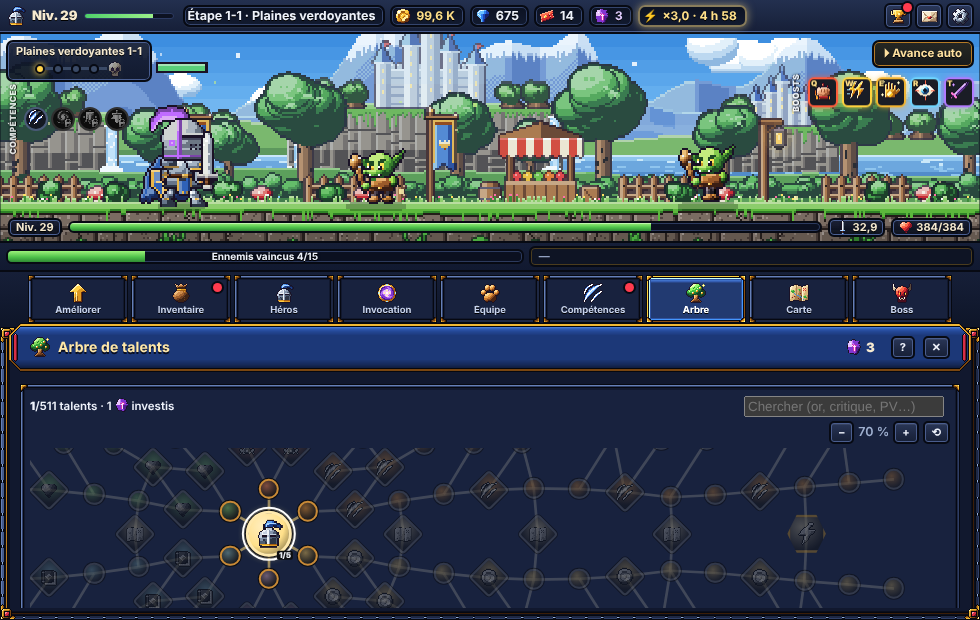 Niv. 29
Étape 1-1 · Plaines verdoyantes
99,6 K
675
14
3
×3,0 · 4 h 58
Plaines verdoyantes 1-1
Avance auto
COMPÉTENCES
BOOSTS
Niv. 29
32,9
384/384
Ennemis vaincus 4/15
—
Améliorer
Inventaire
Héros
Invocation
Equipe
Compétences
Arbre
Carte
Boss
Arbre de talents
3
?
×
1/511 talents · 1 investis
Chercher (or, critique, PV…)
−
70 %
+
⟲
1/5